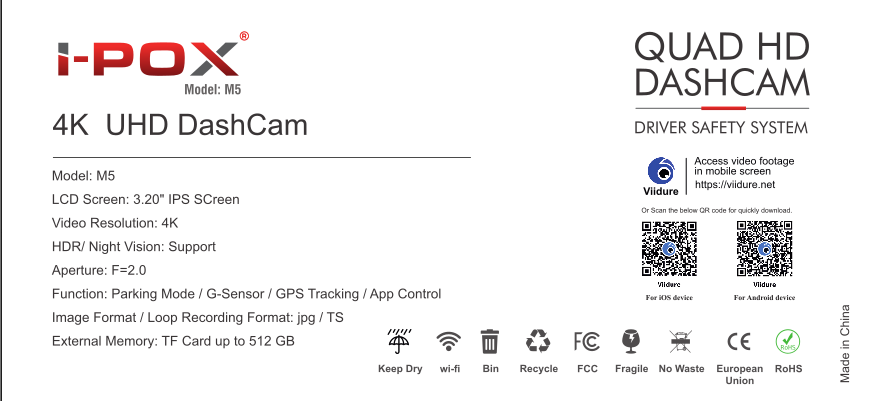 i-POX®
Model: M5
4K UHD DashCam
Model: M5
LCD Screen: 3.20" IPS SCreen
Video Resolution: 4K
HDR/ Night Vision: Support
Aperture: F=2.0
Function: Parking Mode / G-Sensor / GPS Tracking / App Control
Image Format / Loop Recording Format: jpg / TS
External Memory: TF Card up to 512 GB
QUAD HD
DASHCAM
DRIVER SAFETY SYSTEM
Viidure
Access video footage
in mobile screen
https://viidure.net
Or Scan the below QR code for quickly download.
Viidure
For iOS device
Viidure
For Android device
Keep Dry
wi-fi
Bin
Recycle
FC
FCC
Fragile
No Waste
CE
European
Union
RoHS
RoHS
Made in China